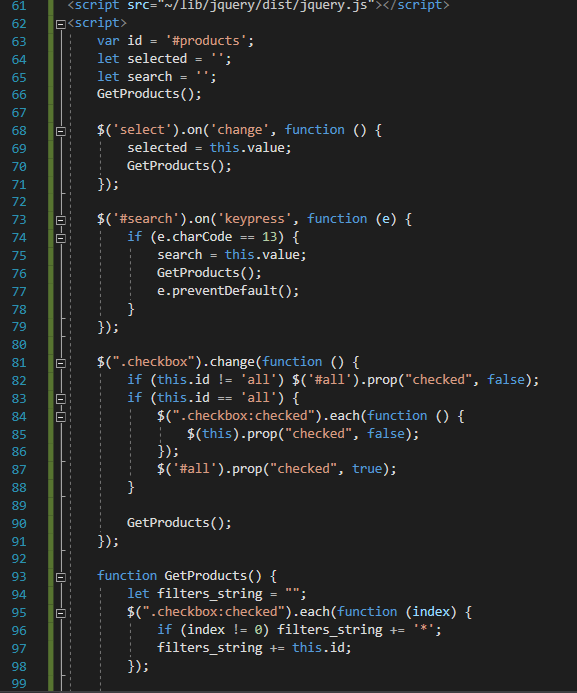 61 <script src="~/lib/jquery/dist/jquery.js"></script>
62 <script>
63 var id = '#products';
64 let selected = '';
65 let search = '';
66 GetProducts();
67
68 $('select').on('change', function () {
69 selected = this.value;
70 GetProducts();
71 });
72
73 $('#search').on('keypress', function (e) {
74 if (e.charCode == 13) {
75 search = this.value;
76 GetProducts();
77 e.preventDefault();
78 }
79 });
80
81 $(".checkbox").change(function () {
82 if (this.id != 'all') $('#all').prop("checked", false);
83 if (this.id == 'all') {
84 $(".checkbox:checked").each(function () {
85 $(this).prop("checked", false);
86 });
87 $('#all').prop("checked", true);
88 }
89
90 GetProducts();
91 });
92
93 function GetProducts() {
94 let filters_string = "";
95 $(".checkbox:checked").each(function (index) {
96 if (index != 0) filters_string += '*';
97 filters_string += this.id;
98 });
99